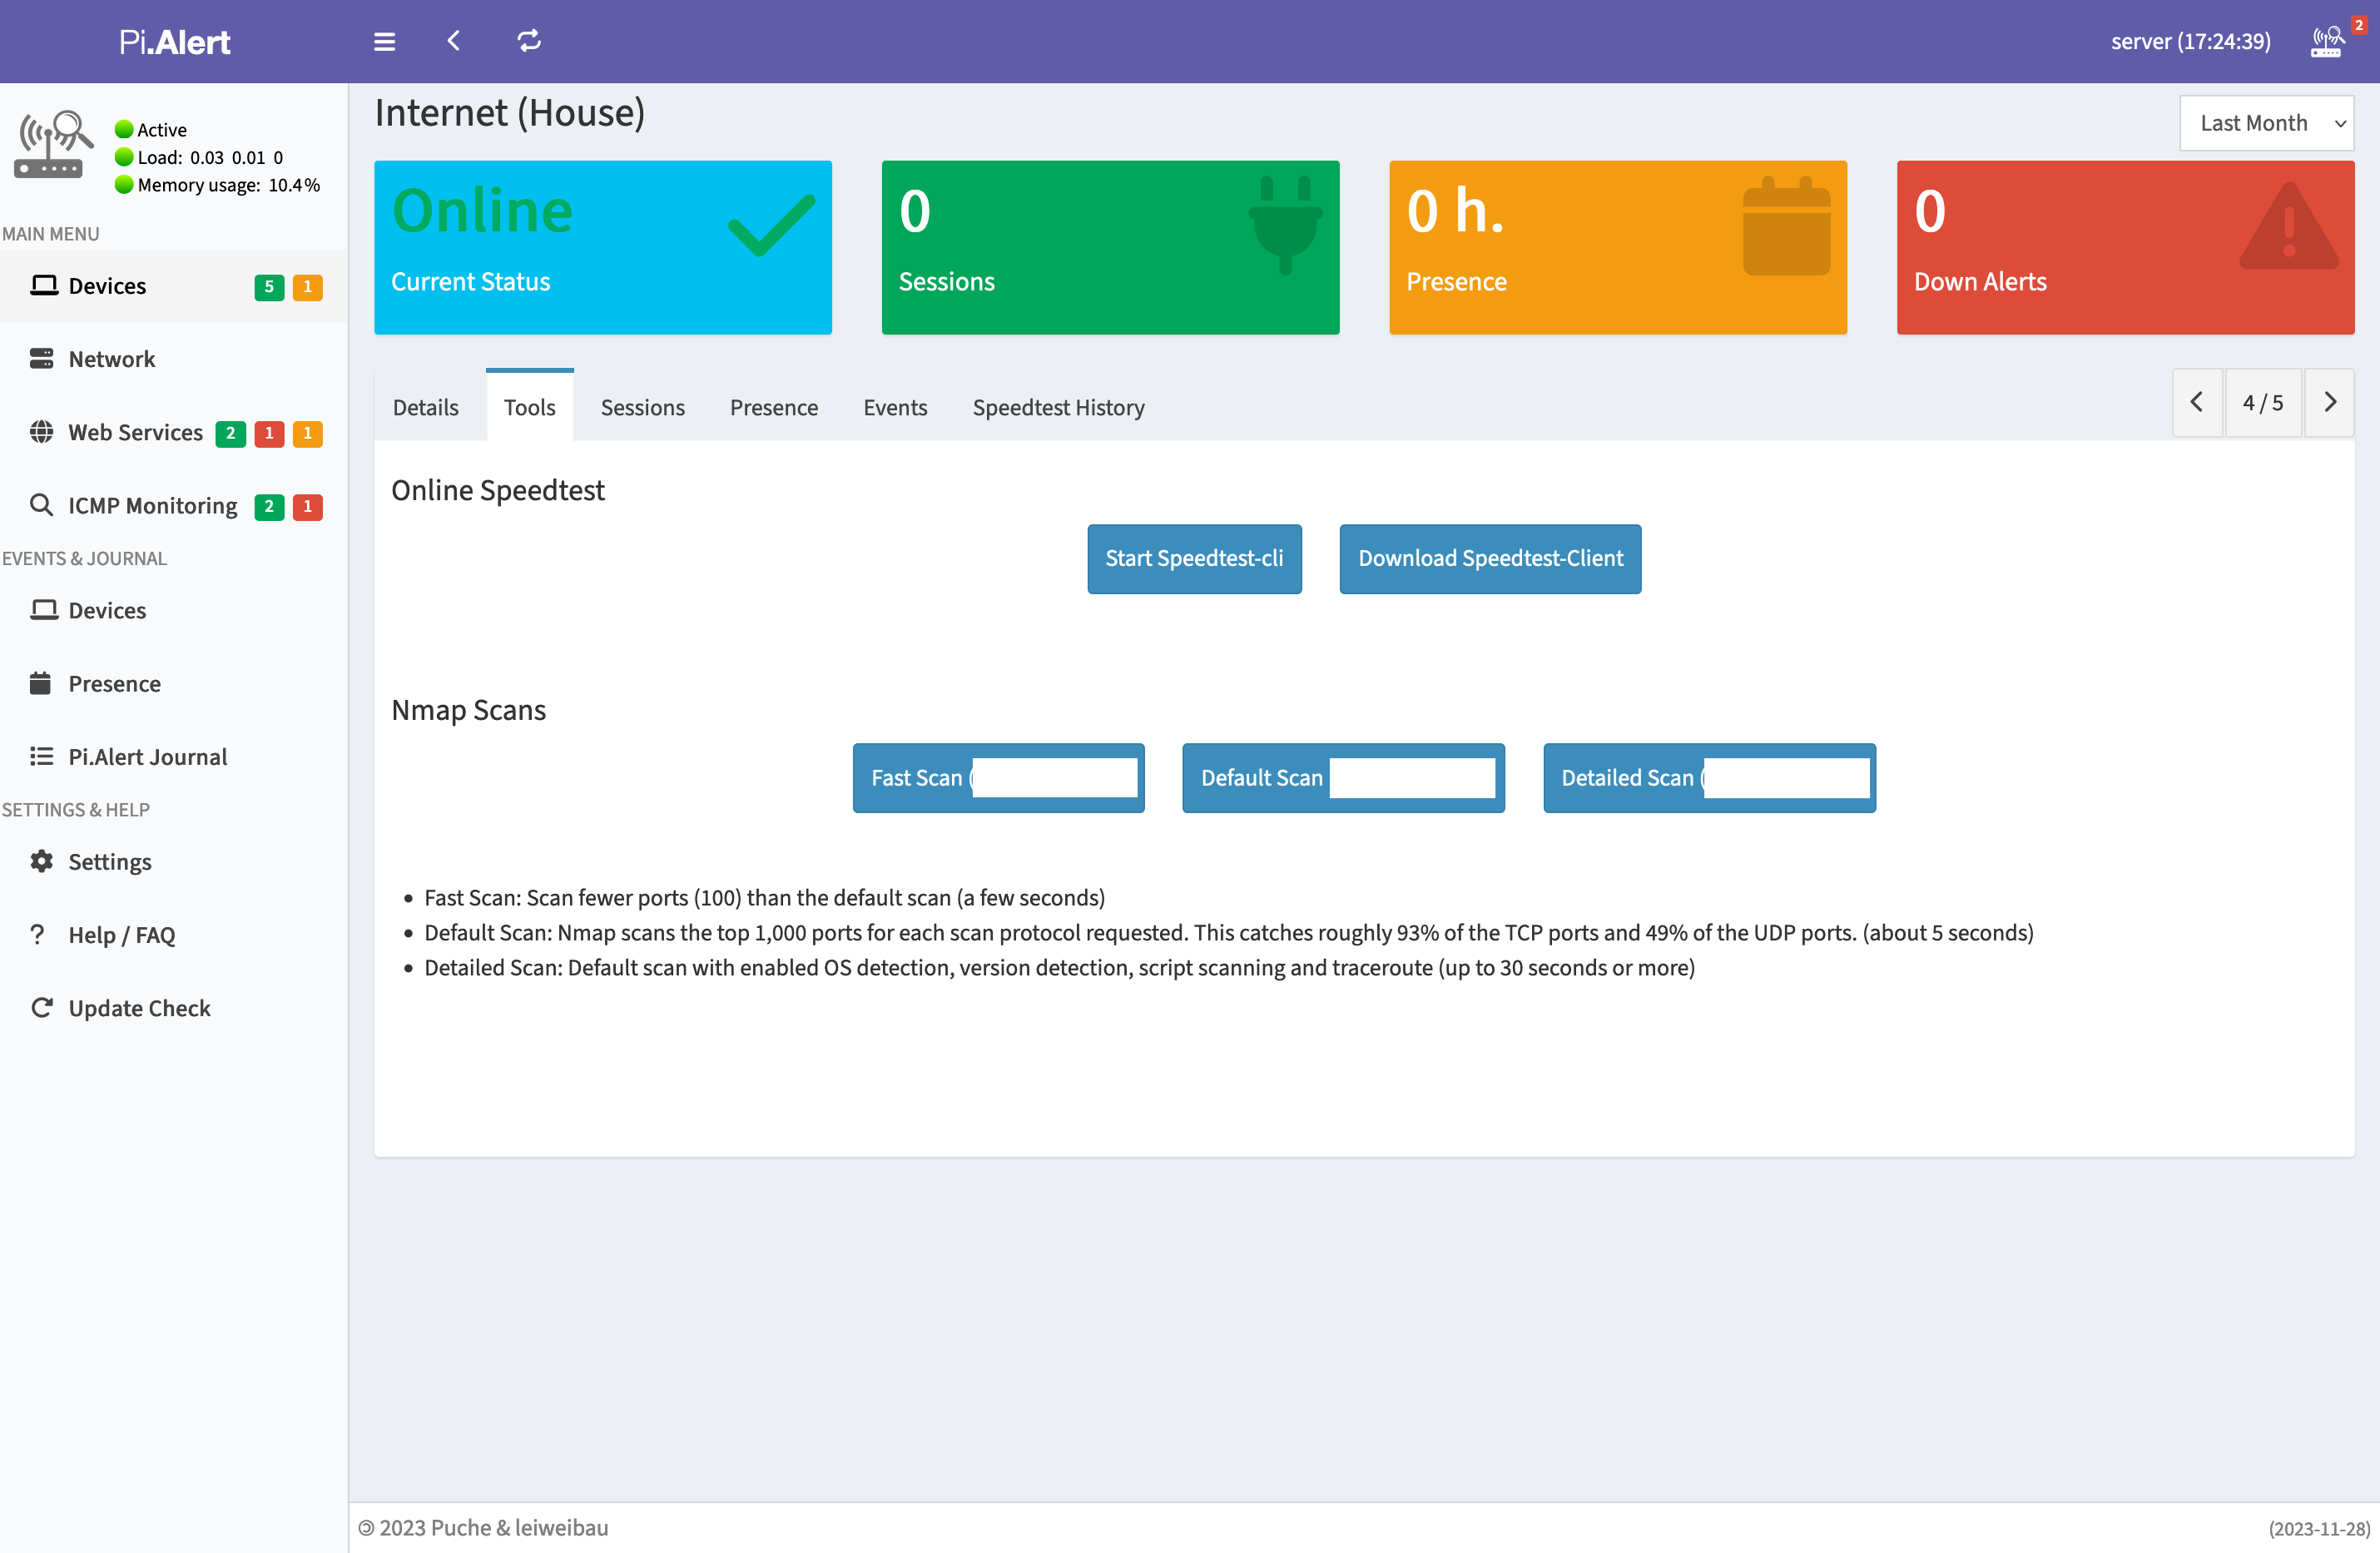 Pi.Alert
server (17:24:39)
2
Active
Load: 0.03 0.01 0
Memory usage: 10.4%
MAIN MENU
Devices 5 1
Network
Web Services 2 1 1
ICMP Monitoring 2 1
EVENTS & JOURNAL
Devices
Presence
Pi.Alert Journal
SETTINGS & HELP
Settings
Help / FAQ
Update Check
Internet (House)
Last Month
Online
Current Status
0
Sessions
0 h.
Presence
0
Down Alerts
Details Tools Sessions Presence Events Speedtest History
4 / 5
Online Speedtest
Start Speedtest-cli Download Speedtest-Client
Nmap Scans
Fast Scan ( Default Scan Detailed Scan (
• Fast Scan: Scan fewer ports (100) than the default scan (a few seconds)
• Default Scan: Nmap scans the top 1,000 ports for each scan protocol requested. This catches roughly 93% of the TCP ports and 49% of the UDP ports. (about 5 seconds)
• Detailed Scan: Default scan with enabled OS detection, version detection, script scanning and traceroute (up to 30 seconds or more)
🄯 2023 Puche & leiweibau
(2023-11-28)